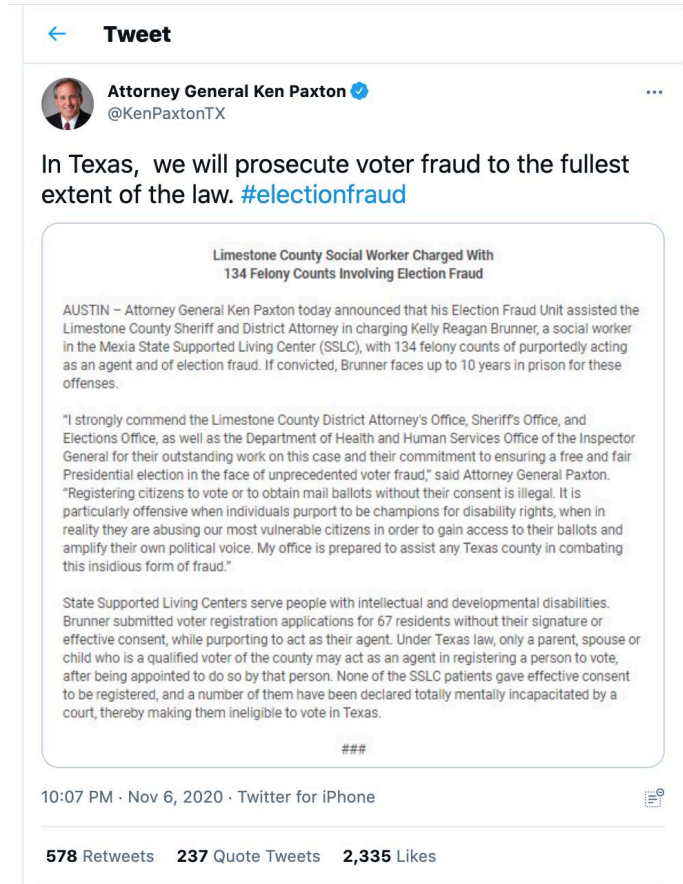 Tweet
Attorney General Ken Paxton
@KenPaxtonTX
In Texas,  we will prosecute voter fraud to the fullest
extent of the law. #electionfraud
Limestone County Social Worker Charged With
134 Felony Counts Involving Election Fraud
AUSTIN – Attorney General Ken Paxton today announced that his Election Fraud Unit assisted the
Limestone County Sheriff and District Attorney in charging Kelly Reagan Brunner, a social worker
in the Mexia State Supported Living Center (SSLC), with 134 felony counts of purportedly acting
as an agent and of election fraud. If convicted, Brunner faces up to 10 years in prison for these
offenses.
“I strongly commend the Limestone County District Attorney's Office, Sheriff's Office, and
Elections Office, as well as the Department of Health and Human Services Office of the Inspector
General for their outstanding work on this case and their commitment to ensuring a free and fair
Presidential election in the face of unprecedented voter fraud,” said Attorney General Paxton.
“Registering citizens to vote or to obtain mail ballots without their consent is illegal. It is
particularly offensive when individuals purport to be champions for disability rights, when in
reality they are abusing our most vulnerable citizens in order to gain access to their ballots and
amplify their own political voice. My office is prepared to assist any Texas county in combating
this insidious form of fraud.”
State Supported Living Centers serve people with intellectual and developmental disabilities.
Brunner submitted voter registration applications for 67 residents without their signature or
effective consent, while purporting to act as their agent. Under Texas law, only a parent, spouse or
child who is a qualified voter of the county may act as an agent in registering a person to vote,
after being appointed to do so by that person. None of the SSLC patients gave effective consent
to be registered, and a number of them have been declared totally mentally incapacitated by a
court, thereby making them ineligible to vote in Texas.
###
10:07 PM · Nov 6, 2020 · Twitter for iPhone
578 Retweets 237 Quote Tweets 2,335 Likes